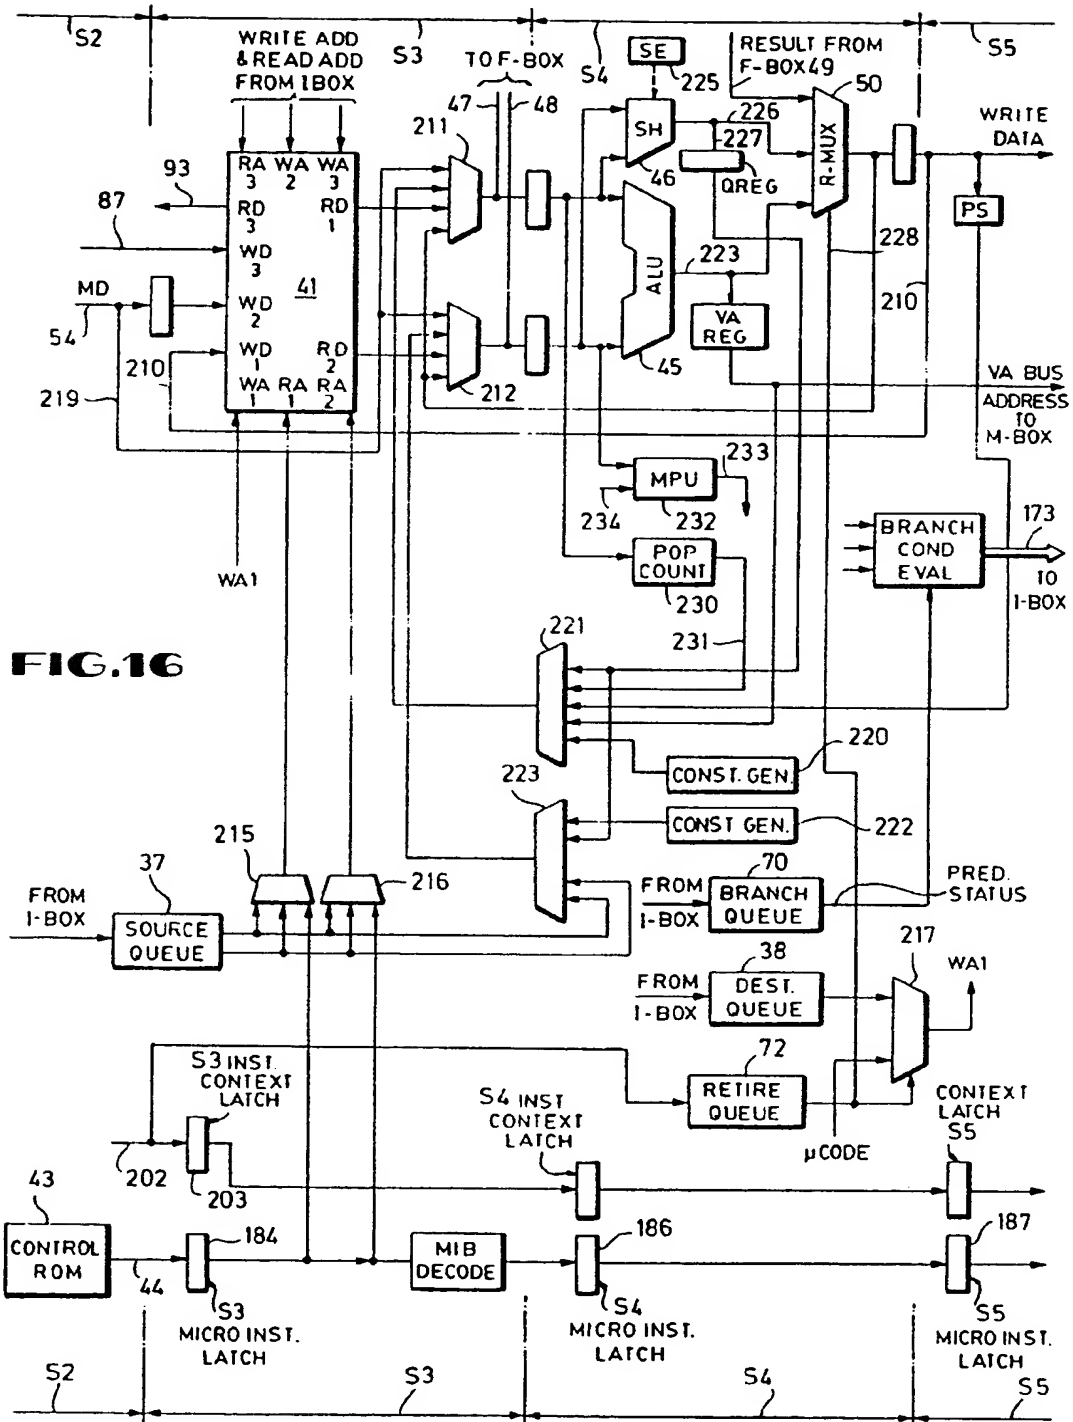 S2
S3
S4
S5
WRITE ADD
& READ ADD
FROM IBOX
TO F-BOX
47
48
211
SE
225
RESULT FROM
F-BOX 49
50
226
227
SH
46
QREG
R-MUX
WRITE
DATA
PS
93
87
MD
54
210
219
RA
3
WA
2
WA
3
RD
3
RD
1
WD
3
41
WD
2
WD
1
RD
2
WA
1
RA
1
RA
2
212
ALU
45
223
VA
REG
228
210
VA BUS
ADDRESS
TO
M-BOX
MPU
233
234
232
POP
COUNT
230
231
BRANCH
COND
EVAL
173
TO
I-BOX
WA1
FIG.16
221
220
CONST. GEN.
223
CONST GEN.
222
215
216
37
FROM
I-BOX
SOURCE
QUEUE
70
FROM
I-BOX
BRANCH
QUEUE
PRED.
STATUS
217
WA1
38
FROM
I-BOX
DEST.
QUEUE
72
RETIRE
QUEUE
μCODE
S3 INST.
CONTEXT
LATCH
S4 INST
CONTEXT
LATCH
CONTEXT
LATCH
S5
202
203
43
CONTROL
ROM
44
184
S3
MICRO INST.
LATCH
MIB
DECODE
186
S4
MICRO INST.
LATCH
187
S5
MICRO INST.
LATCH
S2
S3
S4
S5